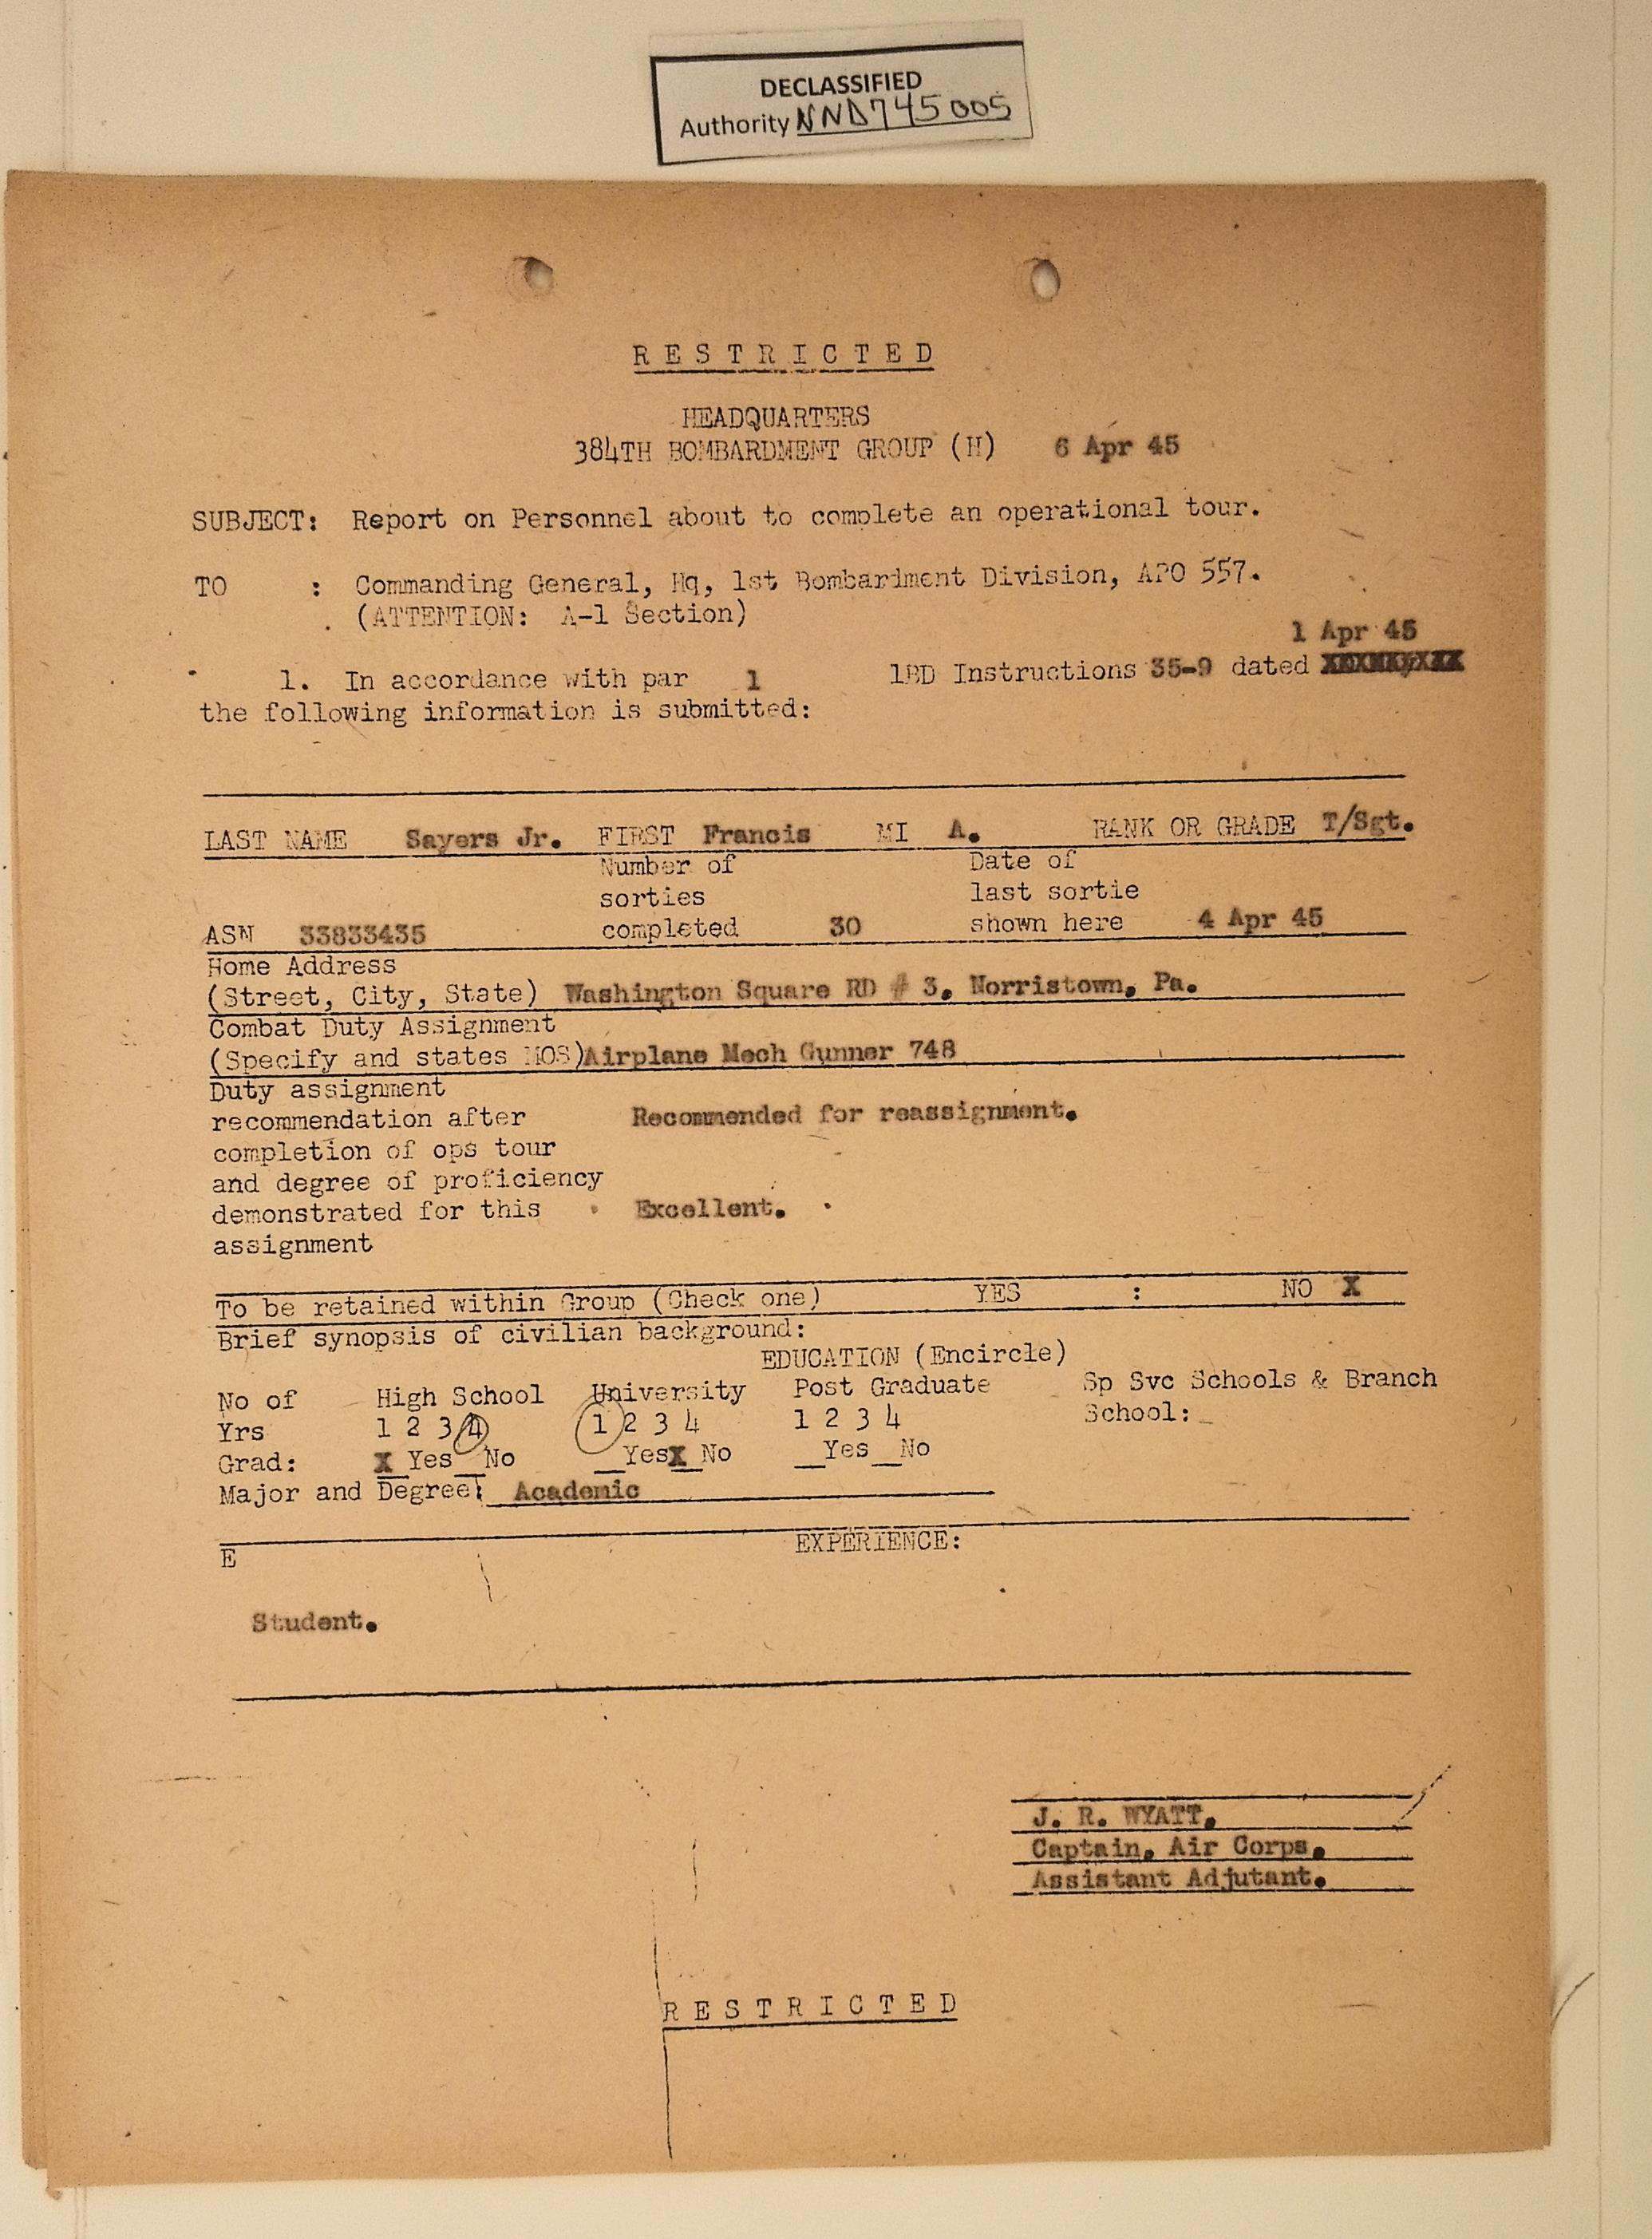 DECLASSIFIED
Authority NND745005
RESTRICTED
HEADQUARTERS
384TH BOMBARDMENT GROUP (H) 6 Apr 45
SUBJECT: Report on Personnel about to complete an operational tour.
TO : Commanding General, Hq, 1st Bombardment Division, APO 557.
(ATTENTION: A-1 Section)
1 Apr 45
1. In accordance with par 1 1BD Instructions 35-9 dated
the following information is submitted:
LAST NAME Sayers Jr. FIRST Francis MI A. RANK OR GRADE T/Sgt.
Number of Date of
sorties last sortie
ASN 33833435 completed 30 shown here 4 Apr 45
Home Address
(Street, City, State) Washington Square RD # 3, Norristown, Pa.
Combat Duty Assignment
(Specify and states MOS)Airplane Mech Gunner 748
Duty assignment
recommendation after Recommended for reassignment.
completion of ops tour
and degree of proficiency
demonstrated for this Excellent.
assignment
To be retained within Group (Check one) YES : NO X
Brief synopsis of civilian background:
EDUCATION (Encircle)
No of High School University Post Graduate Sp Svc Schools & Branch
Yrs 1 2 3 4 1 2 3 4 1 2 3 4 School:_
Grad: X Yes__No __YesX No __Yes__No
Major and Degree: Academic
E EXPERIENCE:
Student.
J. R. WYATT,
Captain, Air Corps,
Assistant Adjutant.
RESTRICTED